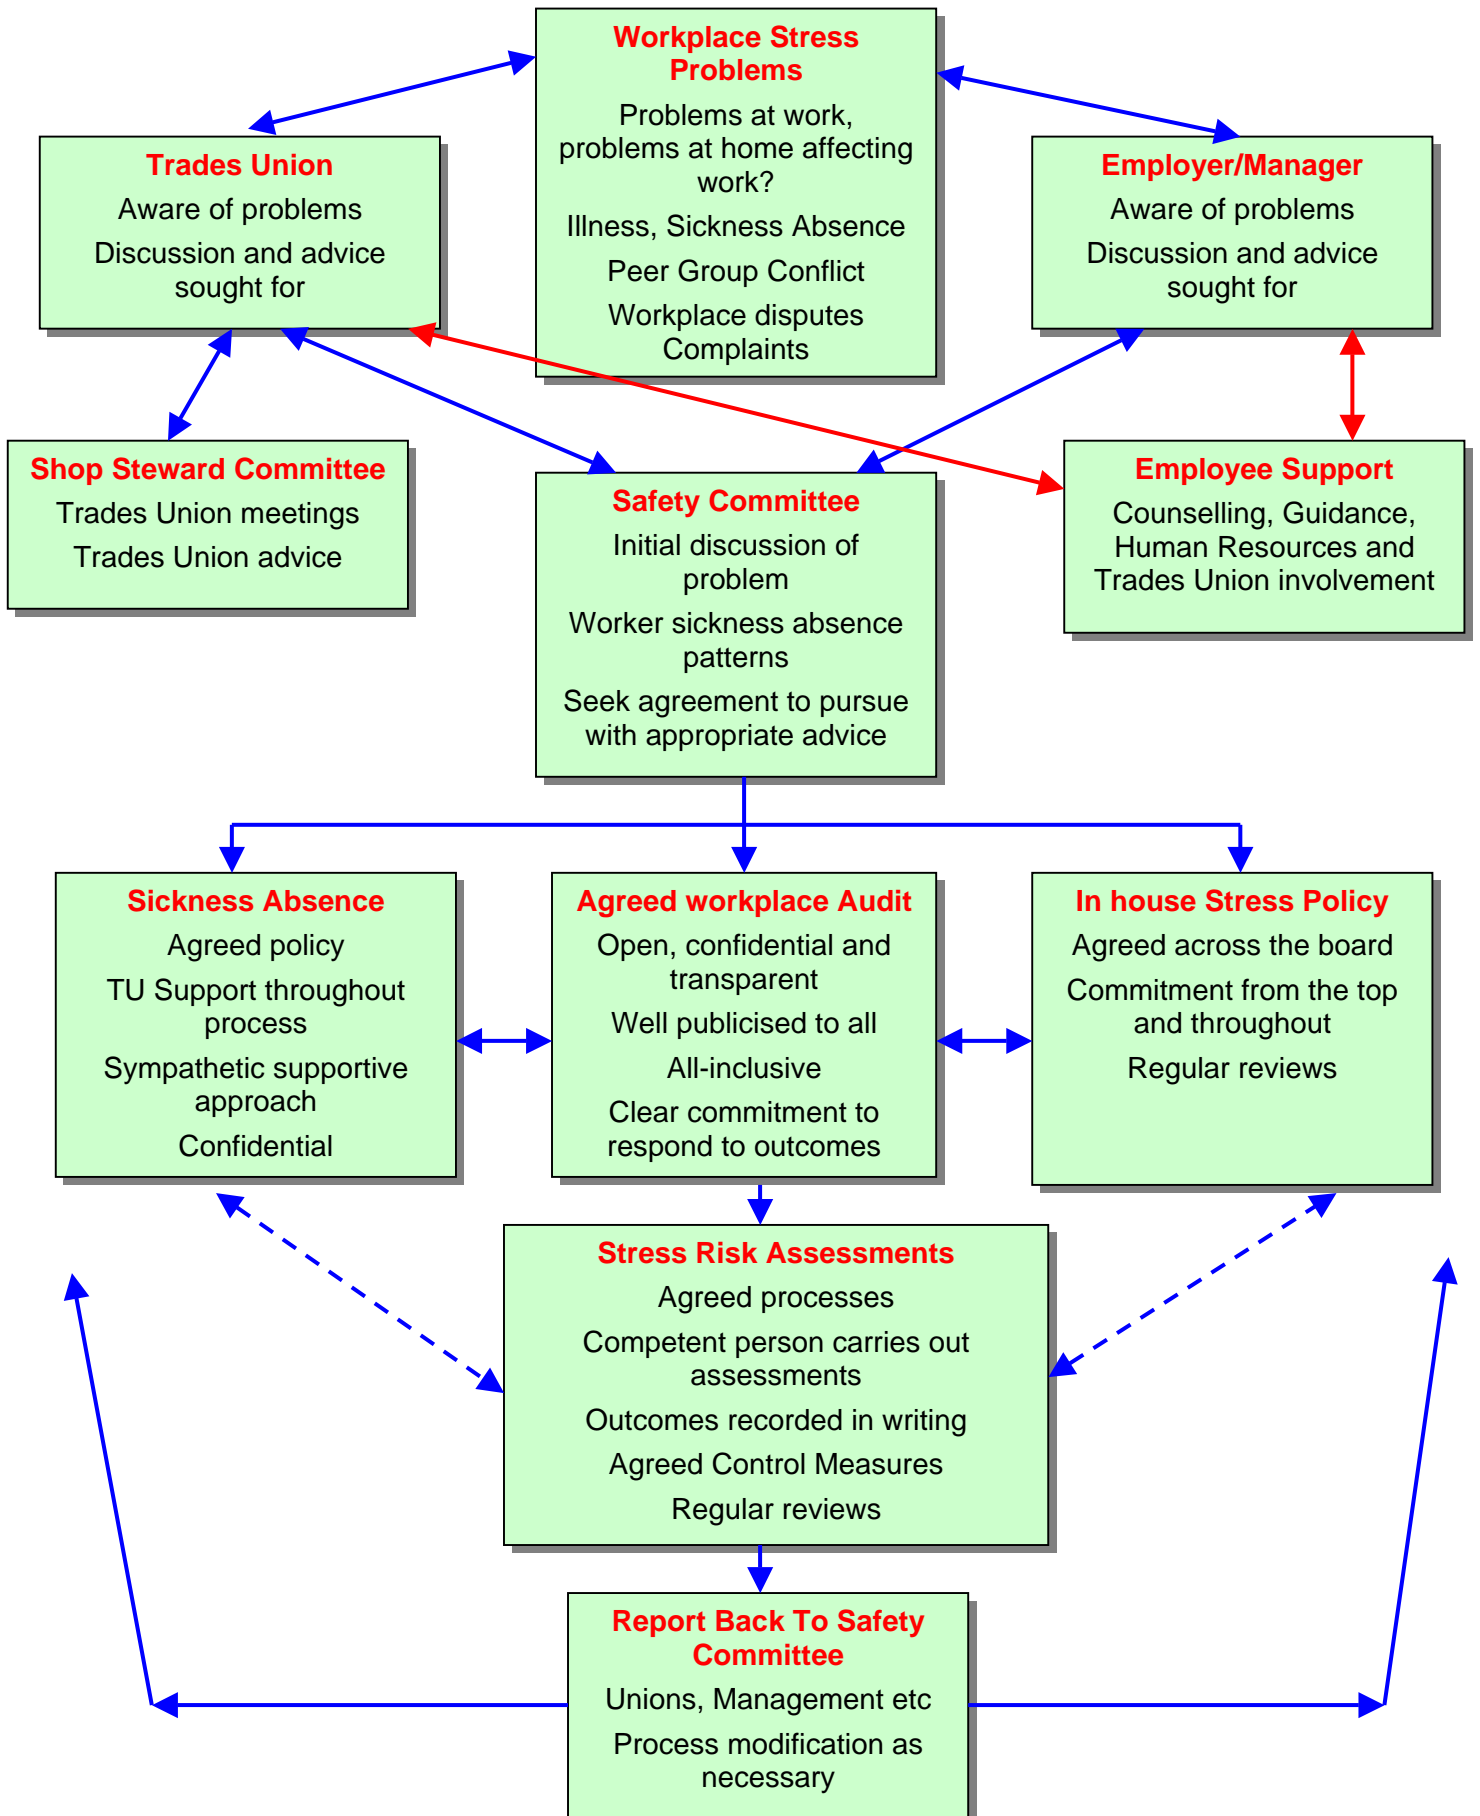 Workplace Stress
Problems
Problems at work,
problems at home affecting
work?
Illness, Sickness Absence
Peer Group Conflict
Workplace disputes
Complaints
Trades Union
Aware of problems
Discussion and advice
sought for
Employer/Manager
Aware of problems
Discussion and advice
sought for
Shop Steward Committee
Trades Union meetings
Trades Union advice
Safety Committee
Initial discussion of
problem
Worker sickness absence
patterns
Seek agreement to pursue
with appropriate advice
Employee Support
Counselling, Guidance,
Human Resources and
Trades Union involvement
Sickness Absence
Agreed policy
TU Support throughout
process
Sympathetic supportive
approach
Confidential
Agreed workplace Audit
Open, confidential and
transparent
Well publicised to all
All-inclusive
Clear commitment to
respond to outcomes
In house Stress Policy
Agreed across the board
Commitment from the top
and throughout
Regular reviews
Stress Risk Assessments
Agreed processes
Competent person carries out
assessments
Outcomes recorded in writing
Agreed Control Measures
Regular reviews
Report Back To Safety
Committee
Unions, Management etc
Process modification as
necessary